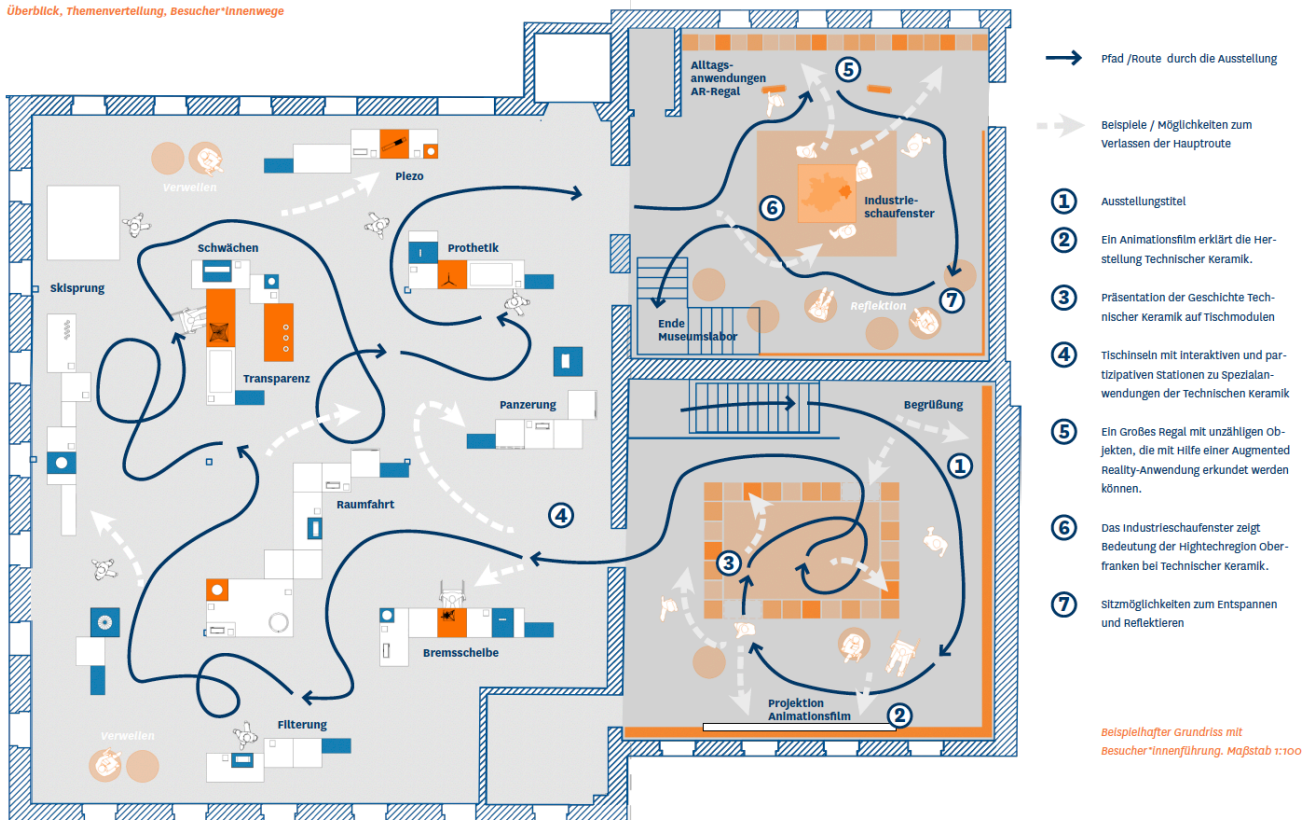 Überblick, Themenverteilung, Besucher*innenwege
Verweilen
Piezo
Schwächen
Prothetik
Skisprung
Transparenz
Panzerung
Raumfahrt
4
Bremsscheibe
Filterung
Verweilen
Alltags-
anwendungen
AR-Regal
5
6
Industrie-
schaufenster
Reflektion
7
Ende
Museumslabor
Begrüßung
1
3
Projektion
Animationsfilm
2
Pfad /Route durch die Ausstellung
Beispiele / Möglichkeiten zum
Verlassen der Hauptroute
1 Ausstellungstitel
2 Ein Animationsfilm erklärt die Her-
stellung Technischer Keramik.
3 Präsentation der Geschichte Tech-
nischer Keramik auf Tischmodulen
4 Tischinseln mit interaktiven und par-
tizipativen Stationen zu Spezialan-
wendungen der Technischen Keramik
5 Ein Großes Regal mit unzähligen Ob-
jekten, die mit Hilfe einer Augmented
Reality-Anwendung erkundet werden
können.
6 Das Industrieschaufenster zeigt
Bedeutung der Hightechregion Ober-
franken bei Technischer Keramik.
7 Sitzmöglichkeiten zum Entspannen
und Reflektieren
Beispielhafter Grundriss mit
Besucher*innenführung. Maßstab 1:100